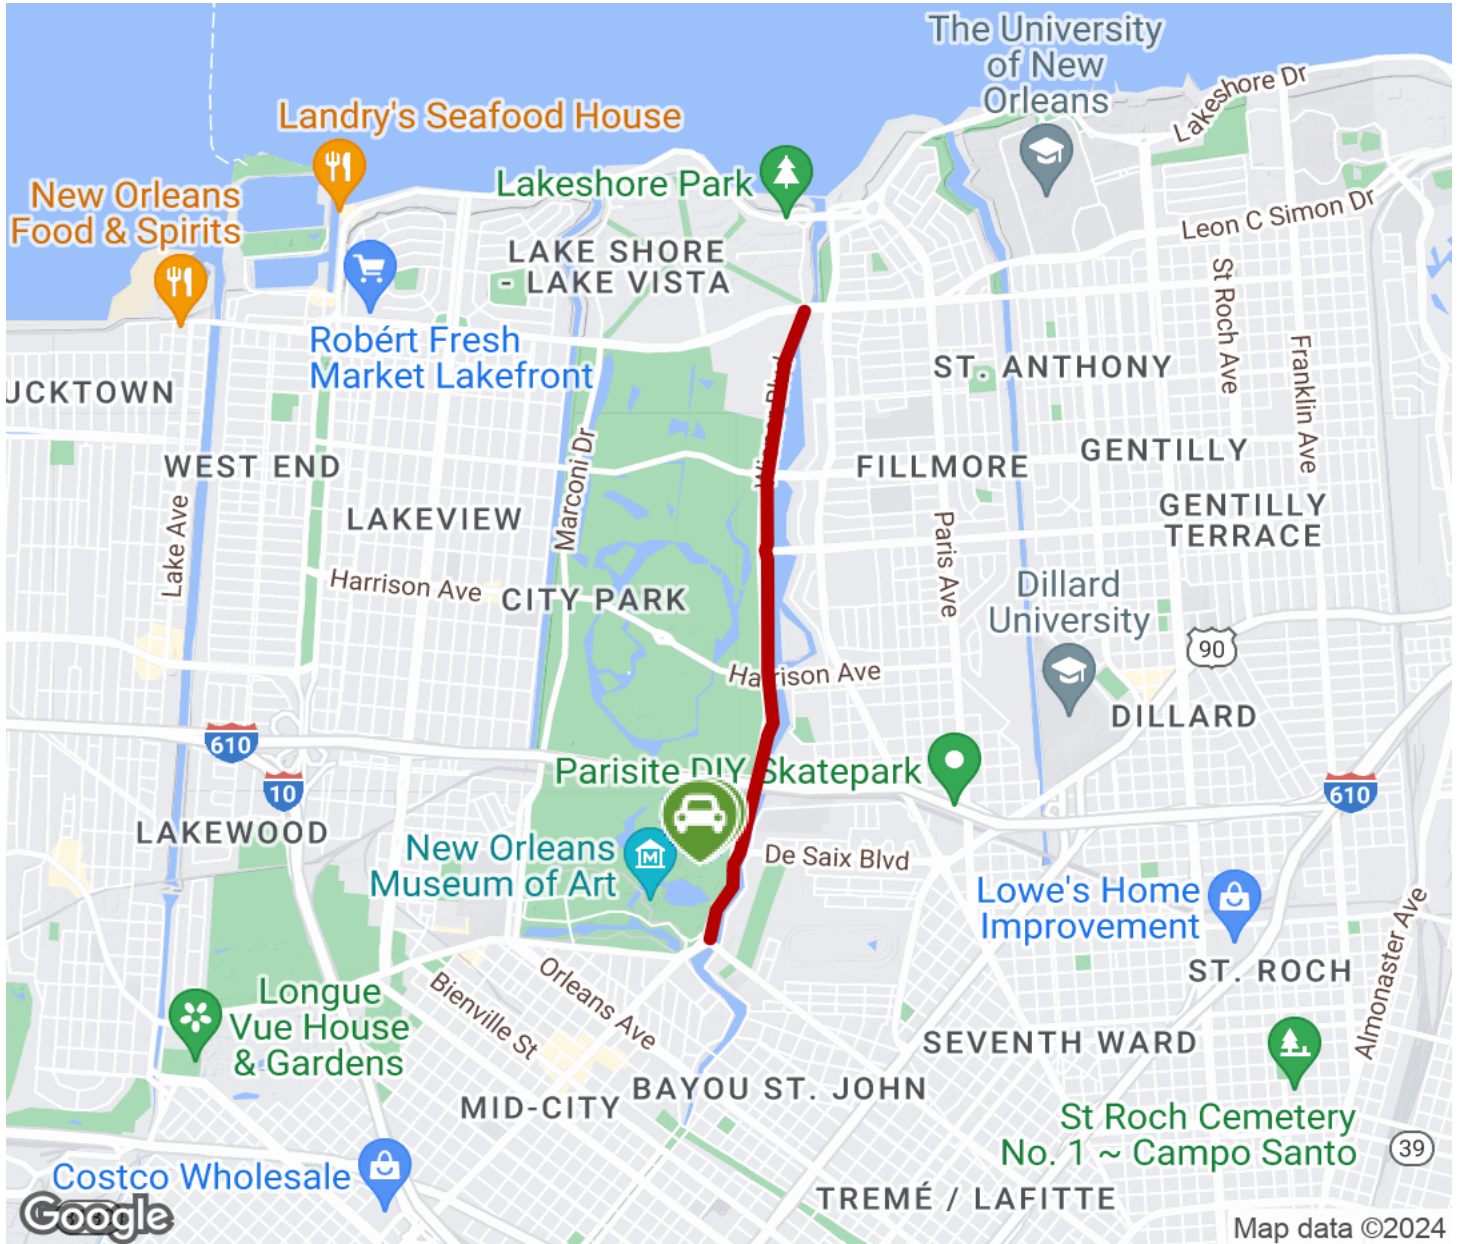 The University
of New
Orleans
Lakeshore Dr
Landry's Seafood House
Lakeshore Park
New Orleans
Food & Spirits
Leon C Simon Dr
LAKE SHORE
- LAKE VISTA
St Roch Ave
Robért Fresh
Market Lakefront
Franklin Ave
ST. ANTHONY
UCKTOWN
Marconi Dr
WEST END
FILLMORE
GENTILLY
LAKEVIEW
GENTILLY
TERRACE
Lake Ave
Paris Ave
Harrison Ave
CITY PARK
Dillard
University
90
Harrison Ave
DILLARD
610
Parisite DIY Skatepark
10
610
LAKEWOOD
New Orleans
Museum of Art
De Saix Blvd
Lowe's Home
Improvement
Almonaster Ave
ST. ROCH
Orleans Ave
Bienville St
Longue
Vue House
& Gardens
SEVENTH WARD
BAYOU ST. JOHN
MID-CITY
St Roch Cemetery
No. 1 ~ Campo Santo
39
Costco Wholesale
TREMÉ / LAFITTE
Google
Map data ©2024